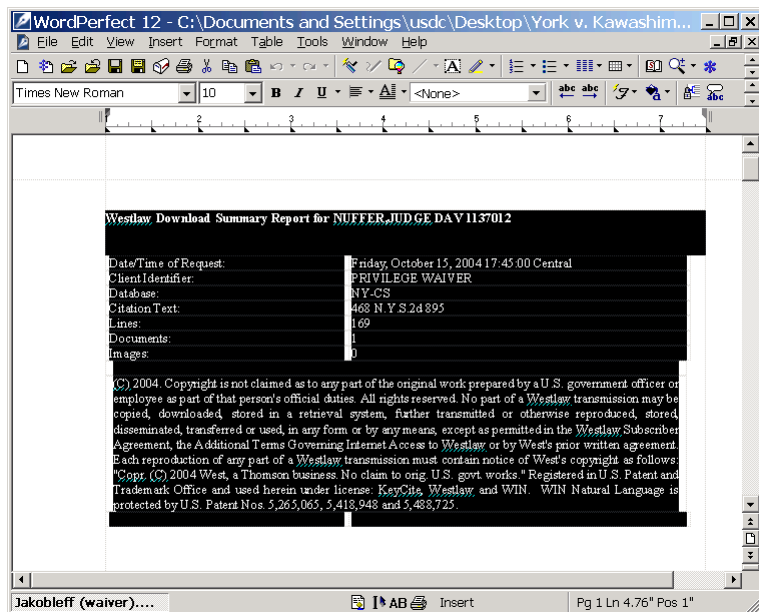 WordPerfect 12 - C:\Documents and Settings\usdc\Desktop\York v. Kawashim...
File Edit View Insert Format Table Tools Window Help
Times New Roman 10 B I U <None> abc abc abc
2 3 4 5 6 7
Westlaw Download Summary Report for NUFFER,JUDGE DAV 1137012
Date/Time of Request: Friday, October 15, 2004 17:45:00 Central
Client Identifier: PRIVILEGE WAIVER
Database: NY-CS
Citation Text: 468 N.Y.S.2d 895
Lines: 169
Documents: 1
Images: 0
(C) 2004. Copyright is not claimed as to any part of the original work prepared by a U.S. government officer or
employee as part of that person's official duties. All rights reserved. No part of a Westlaw transmission may be
copied, downloaded, stored in a retrieval system, further transmitted or otherwise reproduced, stored,
disseminated, transferred or used, in any form or by any means, except as permitted in the Westlaw Subscriber
Agreement, the Additional Terms Governing Internet Access to Westlaw or by West's prior written agreement.
Each reproduction of any part of a Westlaw transmission must contain notice of West's copyright as follows:
"Copr. (C) 2004 West, a Thomson business. No claim to orig. U.S. govt. works." Registered in U.S. Patent and
Trademark Office and used herein under license: KeyCite, Westlaw and WIN. WIN Natural Language is
protected by U.S. Patent Nos. 5,265,065, 5,418,948 and 5,488,725.
Jakobleff (waiver).... AB Insert Pg 1 Ln 4.76" Pos 1"